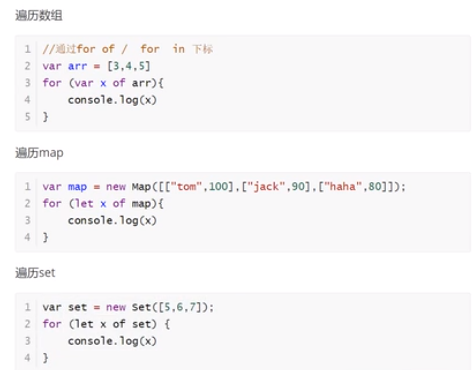 遍历数组
1 //通过for of / for in 下标
2 var arr = [3,4,5]
3 for (var x of arr){
4     console.log(x)
5 }
遍历map
1 var map = new Map([["tom",100],["jack",90],["haha",80]]);
2 for (let x of map){
3     console.log(x)
4 }
遍历set
1 var set = new Set([5,6,7]);
2 for (let x of set) {
3     console.log(x)
4 }